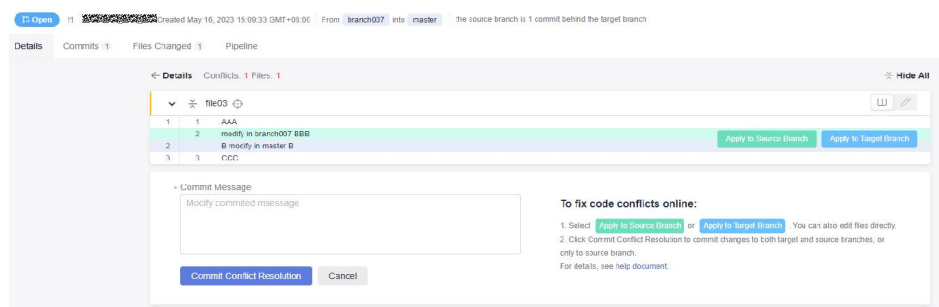 Open !1 Created May 16, 2023 15:09:33 GMT+08:00 From branch007 into master the source branch is 1 commit behind the target branch
Details Commits 1 Files Changed 1 Pipeline
Details Conflicts: 1 Files: 1 Hide All
file03
1 1 AAA
2 modify in branch007 BBB
Apply to Source Branch Apply to Target Branch
2 B mocify in master B
3 3 CCC
Commit Message
Mocify commited msessage
To fix code conflicts online:
1. Select Apply to Source Branch or Apply to Target Branch . You can also edit files directly.
2. Click Commit Conflict Resolution to commit changes to both target and source branches, or
only to source branch.
For details, see help document.
Commit Conflict Resolution Cancel